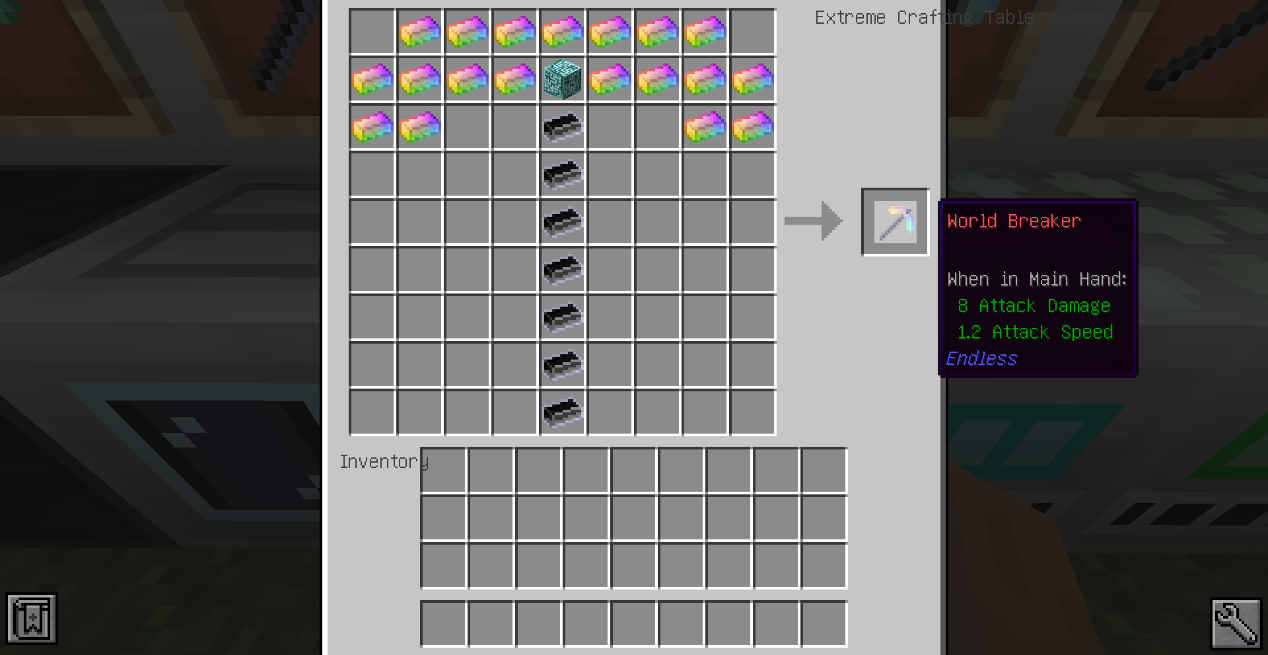 Extreme Crafting Table
World Breaker
When in Main Hand:
8 Attack Damage
1.2 Attack Speed
Endless
Inventory